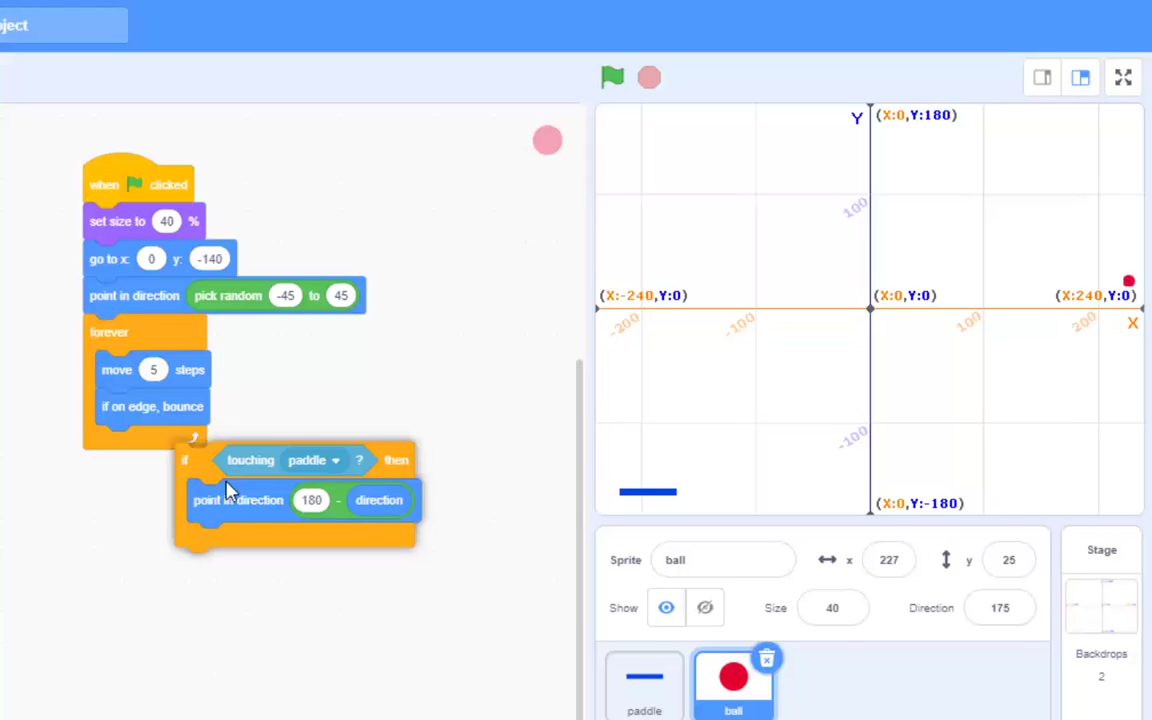 oject
when clicked
set size to 40 %
go to x: 0 y: -140
point in direction pick random -45 to 45
forever
move 5 steps
if on edge, bounce
if touching paddle ? then
point in direction 180 - direction
Y (X:0,Y:180)
100
(X:-240,Y:0) (X:0,Y:0) (X:240,Y:0)
-200 -100 100 200 X
-100
(X:0,Y:-180)
Sprite ball x 227 y 25
Show Size 40 Direction 175
paddle ball
Stage
Backdrops
2